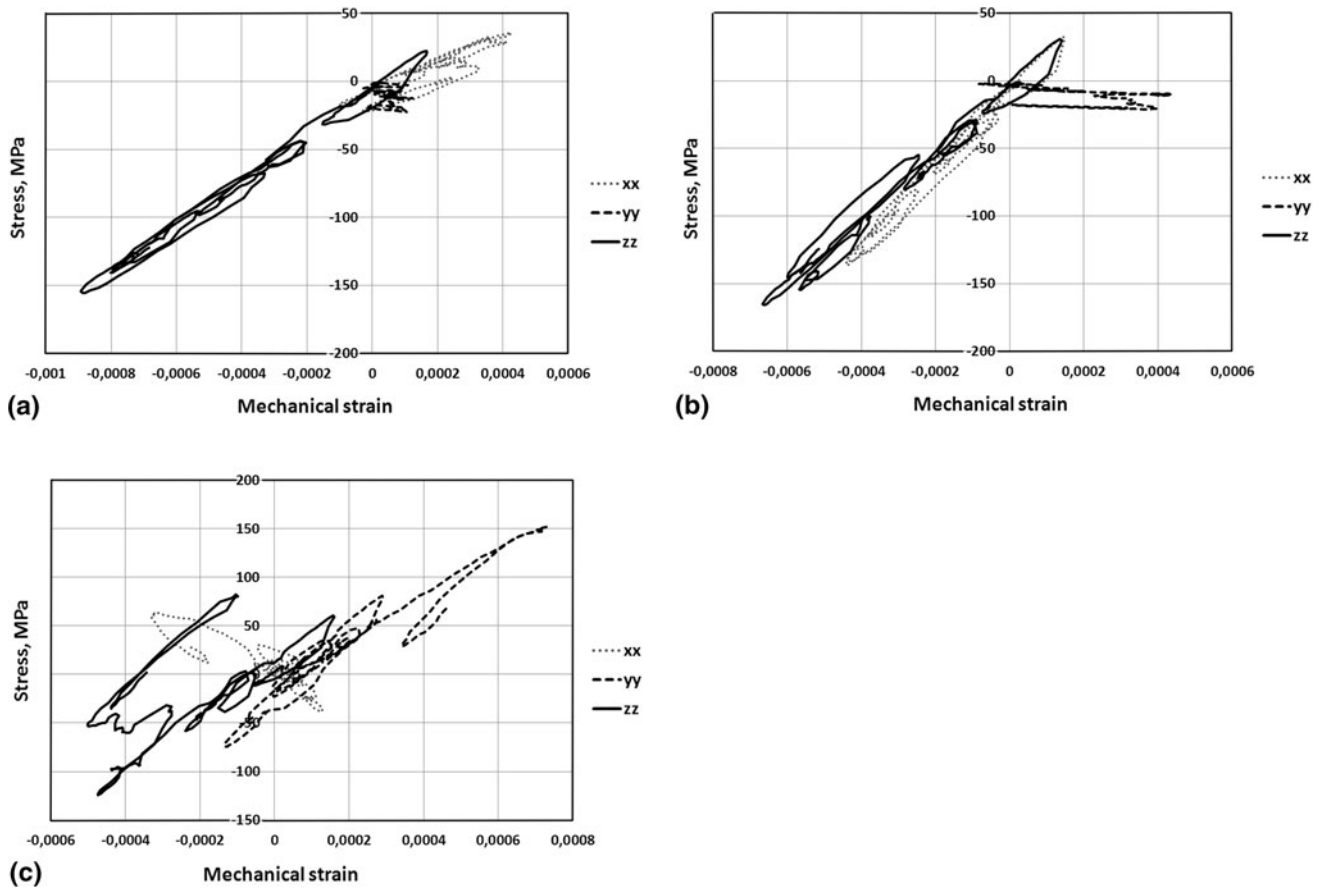 50
0
-50
-100
-150
-200
Stress, MPa
xx
yy
zz
-0,001 -0,0008 -0,0006 -0,0004 -0,0002 0 0,0002 0,0004 0,0006
Mechanical strain
(a)
50
0
-50
-100
-150
-200
Stress, MPa
xx
yy
zz
-0,0008 -0,0006 -0,0004 -0,0002 0 0,0002 0,0004 0,0006
Mechanical strain
(b)
200
150
100
50
0
-50
-100
-150
Stress, MPa
xx
yy
zz
-0,0006 -0,0004 -0,0002 0 0,0002 0,0004 0,0006 0,0008
Mechanical strain
(c)